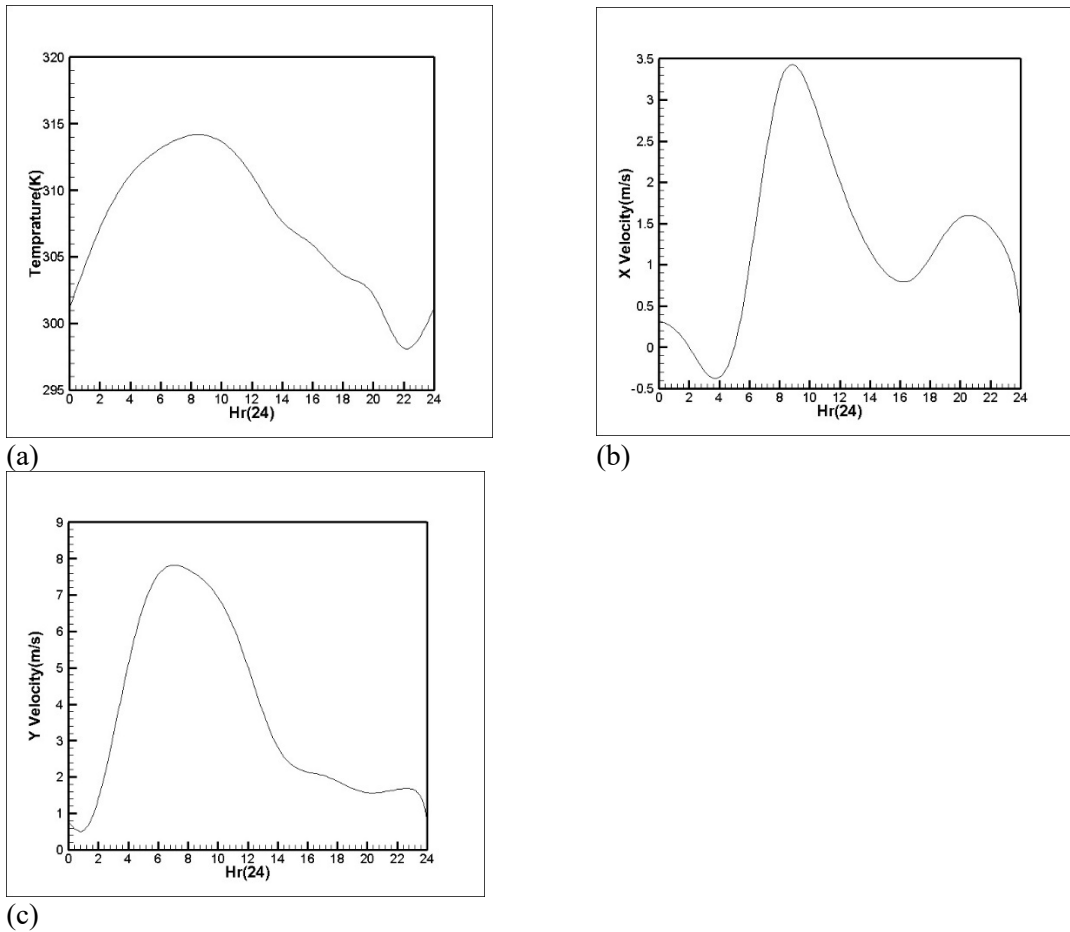 320
315
310
305
300
295
Temprature(K)
0 2 4 6 8 10 12 14 16 18 20 22 24
Hr(24)
(a)
3.5
3
2.5
2
1.5
1
0.5
0
-0.5
X Velocity(m/s)
0 2 4 6 8 10 12 14 16 18 20 22 24
Hr(24)
(b)
9
8
7
6
5
4
3
2
1
0
Y Velocity(m/s)
0 2 4 6 8 10 12 14 16 18 20 22 24
Hr(24)
(c)